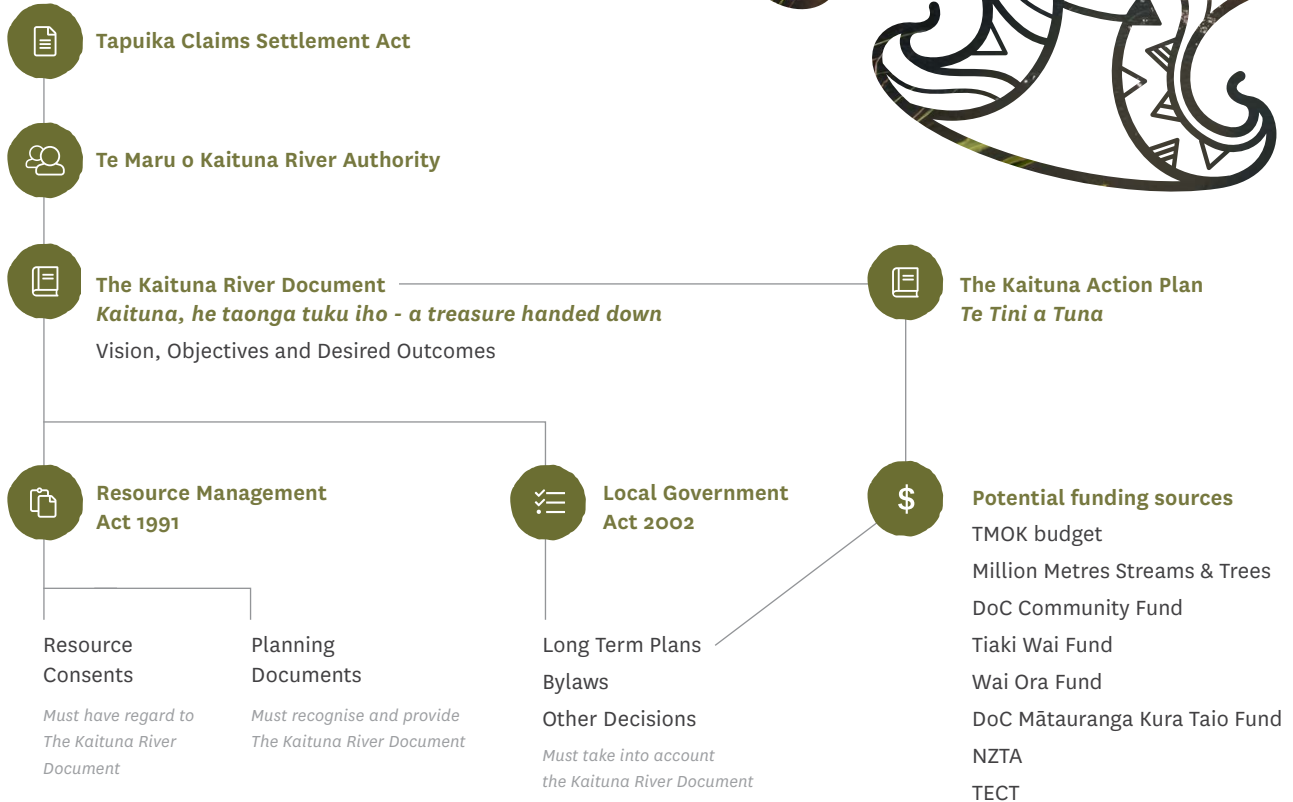 Tapuika Claims Settlement Act
Te Maru o Kaituna River Authority
The Kaituna River Document
Kaituna, he taonga tuku iho - a treasure handed down
Vision, Objectives and Desired Outcomes
The Kaituna Action Plan
Te Tini a Tuna
Resource Management
Act 1991
Local Government
Act 2002
$
Potential funding sources
TMOK budget
Million Metres Streams & Trees
DoC Community Fund
Tiaki Wai Fund
Wai Ora Fund
DoC Mātauranga Kura Taio Fund
NZTA
TECT
Resource
Consents
Must have regard to
The Kaituna River
Document
Planning
Documents
Must recognise and provide
The Kaituna River Document
Long Term Plans
Bylaws
Other Decisions
Must take into account
the Kaituna River Document